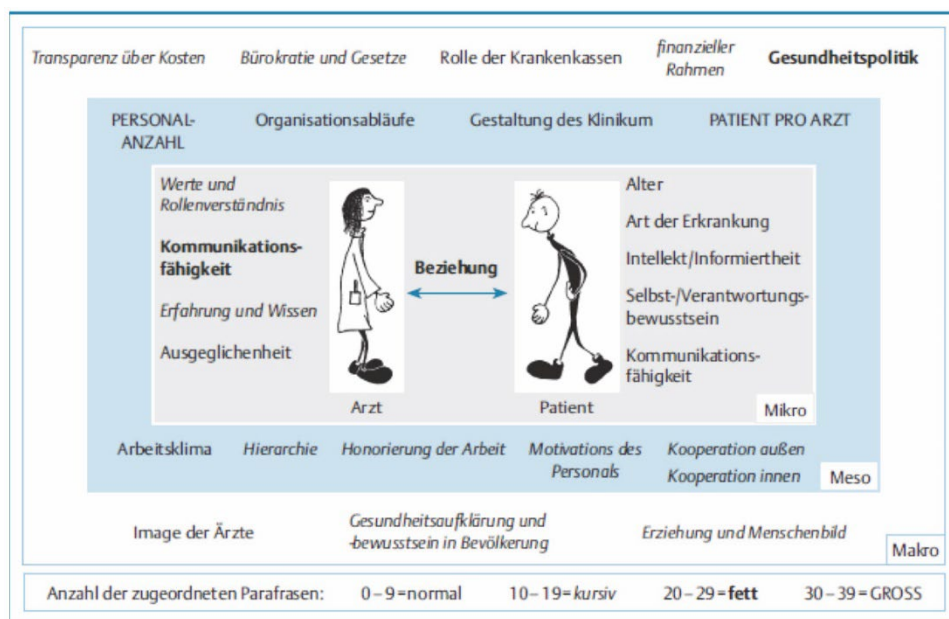 Transparenz über Kosten Bürokratie und Gesetze Rolle der Krankenkassen finanzieller Rahmen Gesundheitspolitik
PERSONAL-
ANZAHL
Organisationsabläufe
Gestaltung des Klinikum
PATIENT PRO ARZT
Werte und
Rollenverständnis
Kommunikations-
fähigkeit
Erfahrung und Wissen
Ausgeglichenheit
Beziehung
Arzt
Patient
Alter
Art der Erkrankung
Intellekt/Informiertheit
Selbst-/Verantwortungs-
bewusstsein
Kommunikations-
fähigkeit
Mikro
Arbeitsklima
Hierarchie
Honorierung der Arbeit
Motivations des
Personals
Kooperation außen
Kooperation innen
Meso
Image der Ärzte
Gesundheitsaufklärung und
-bewusstsein in Bevölkerung
Erziehung und Menschenbild
Makro
Anzahl der zugeordneten Parafrasen: 0–9=normal 10–19=kursiv 20–29=fett 30–39=GROSS